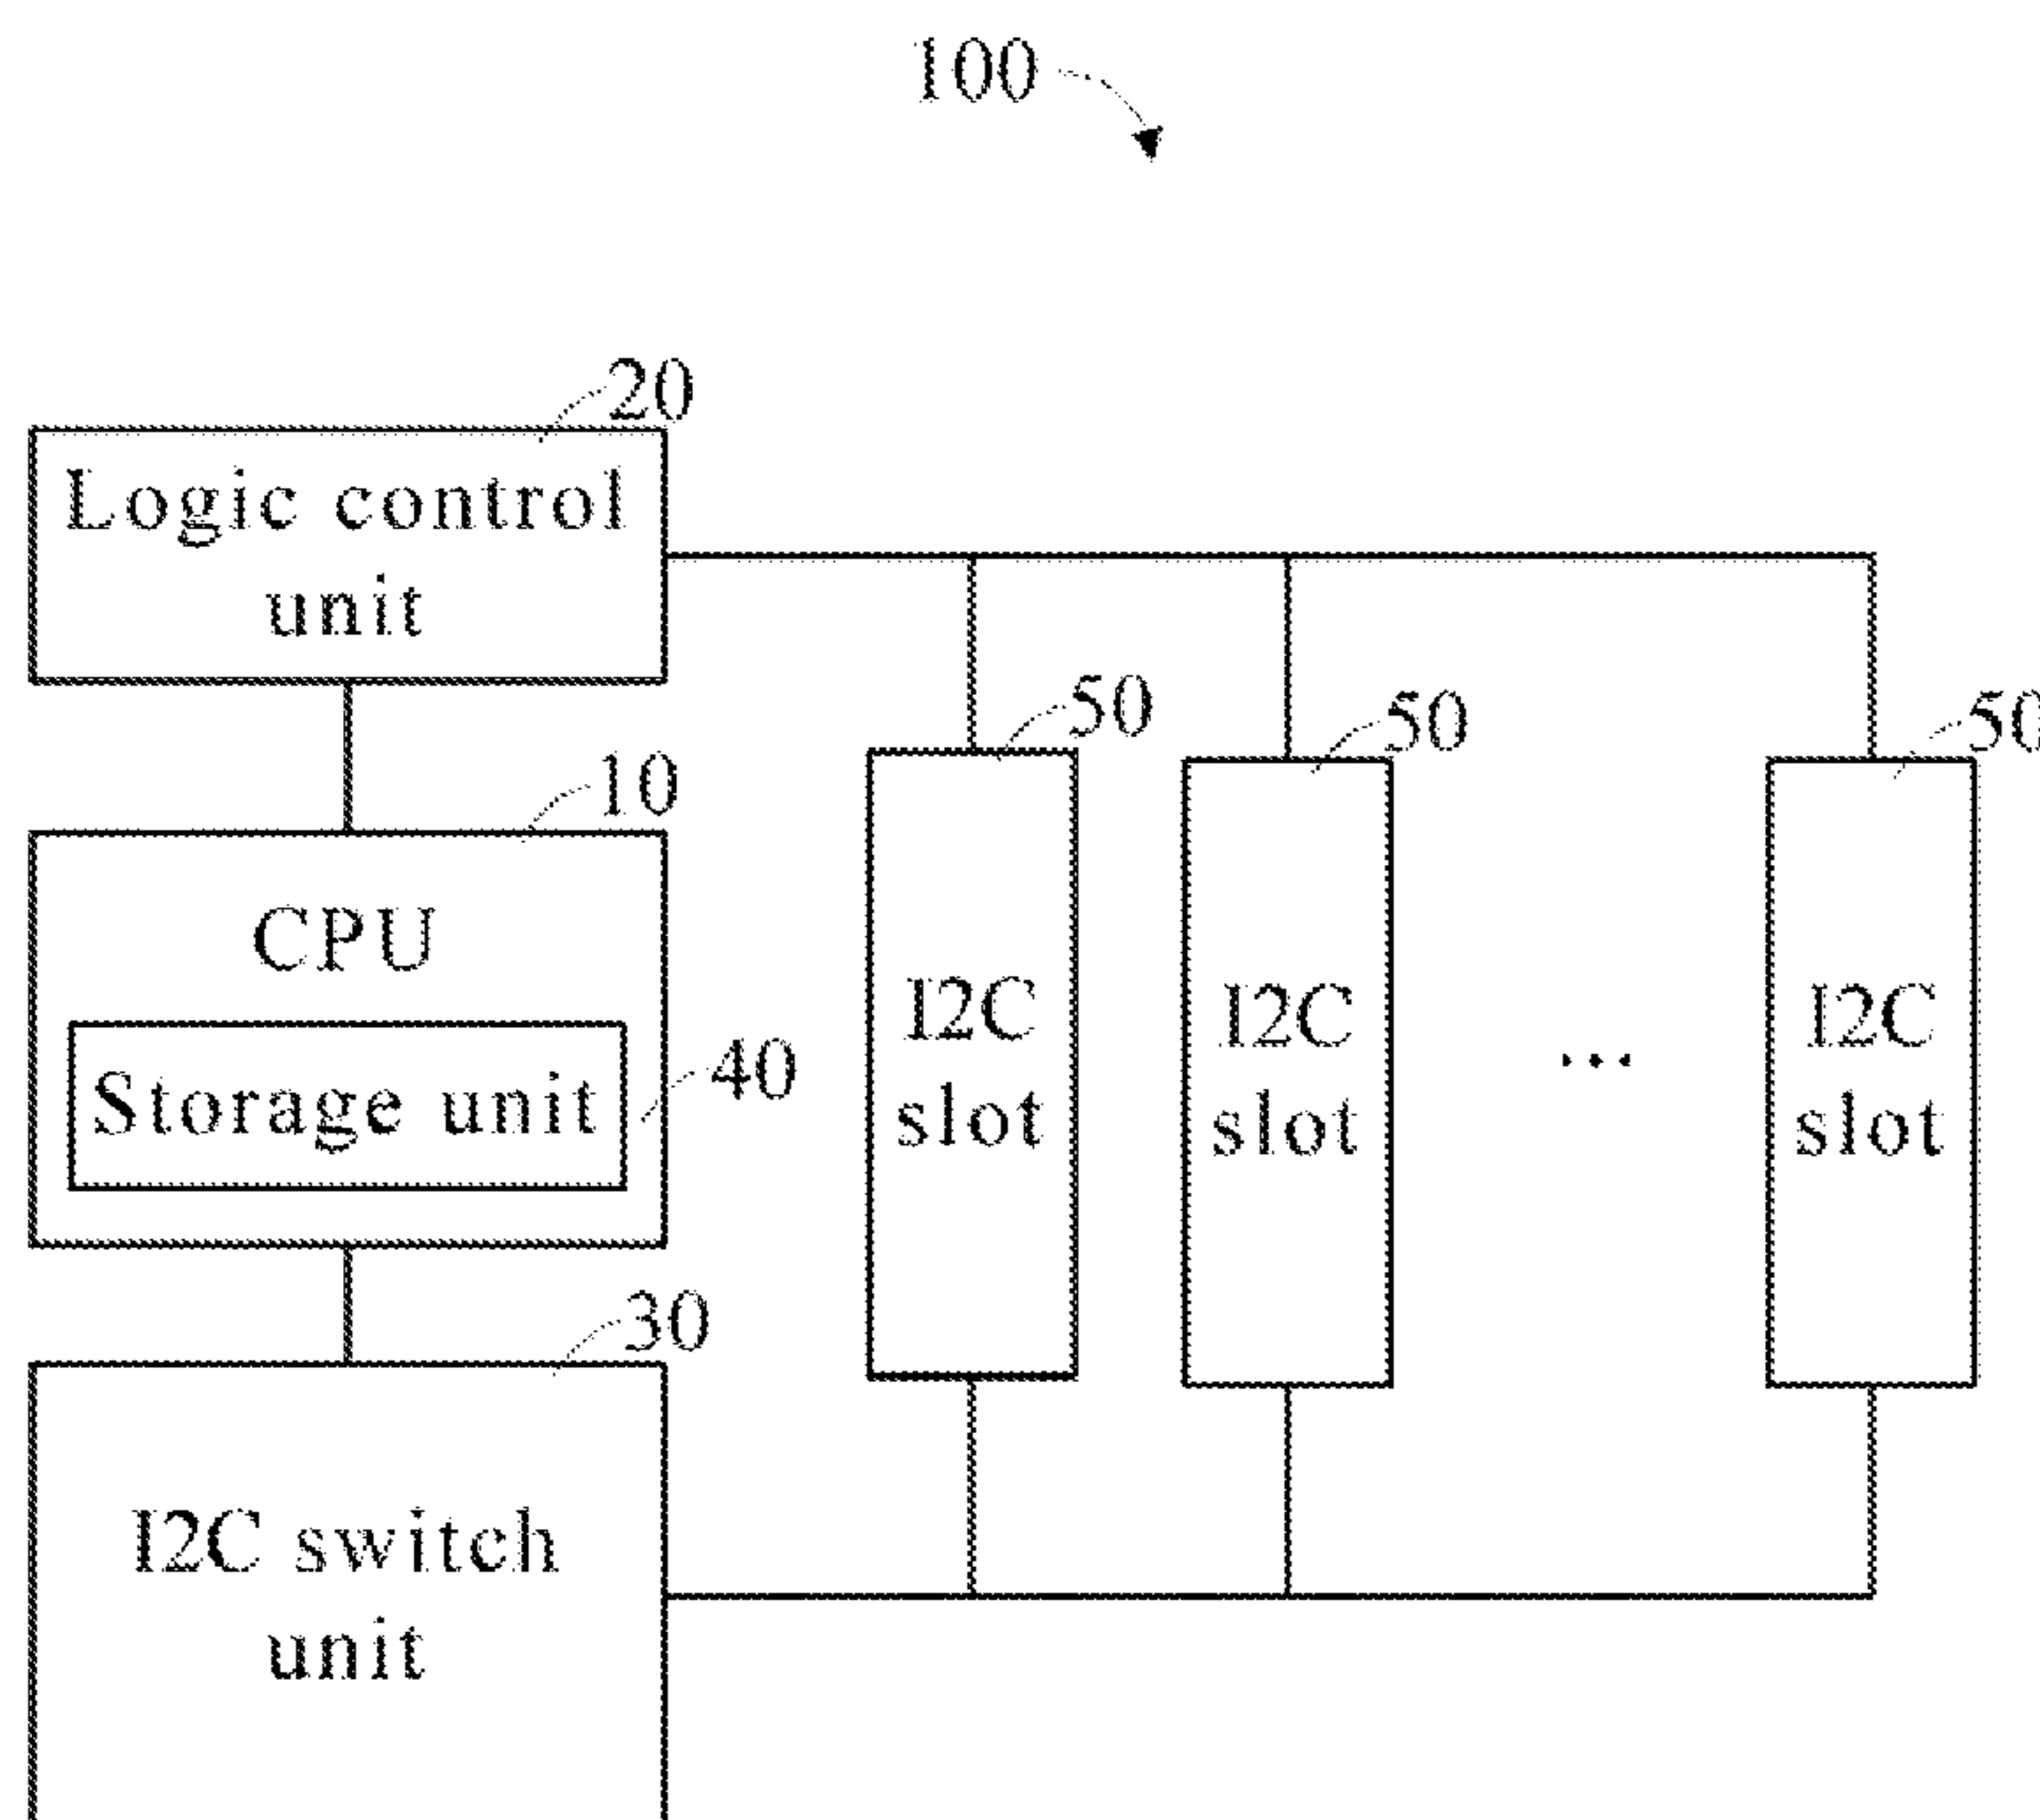 100
20
Logic control
unit
50
50
50
10
CPU
I2C
slot
I2C
slot
...
I2C
slot
Storage unit
40
30
I2C switch
unit